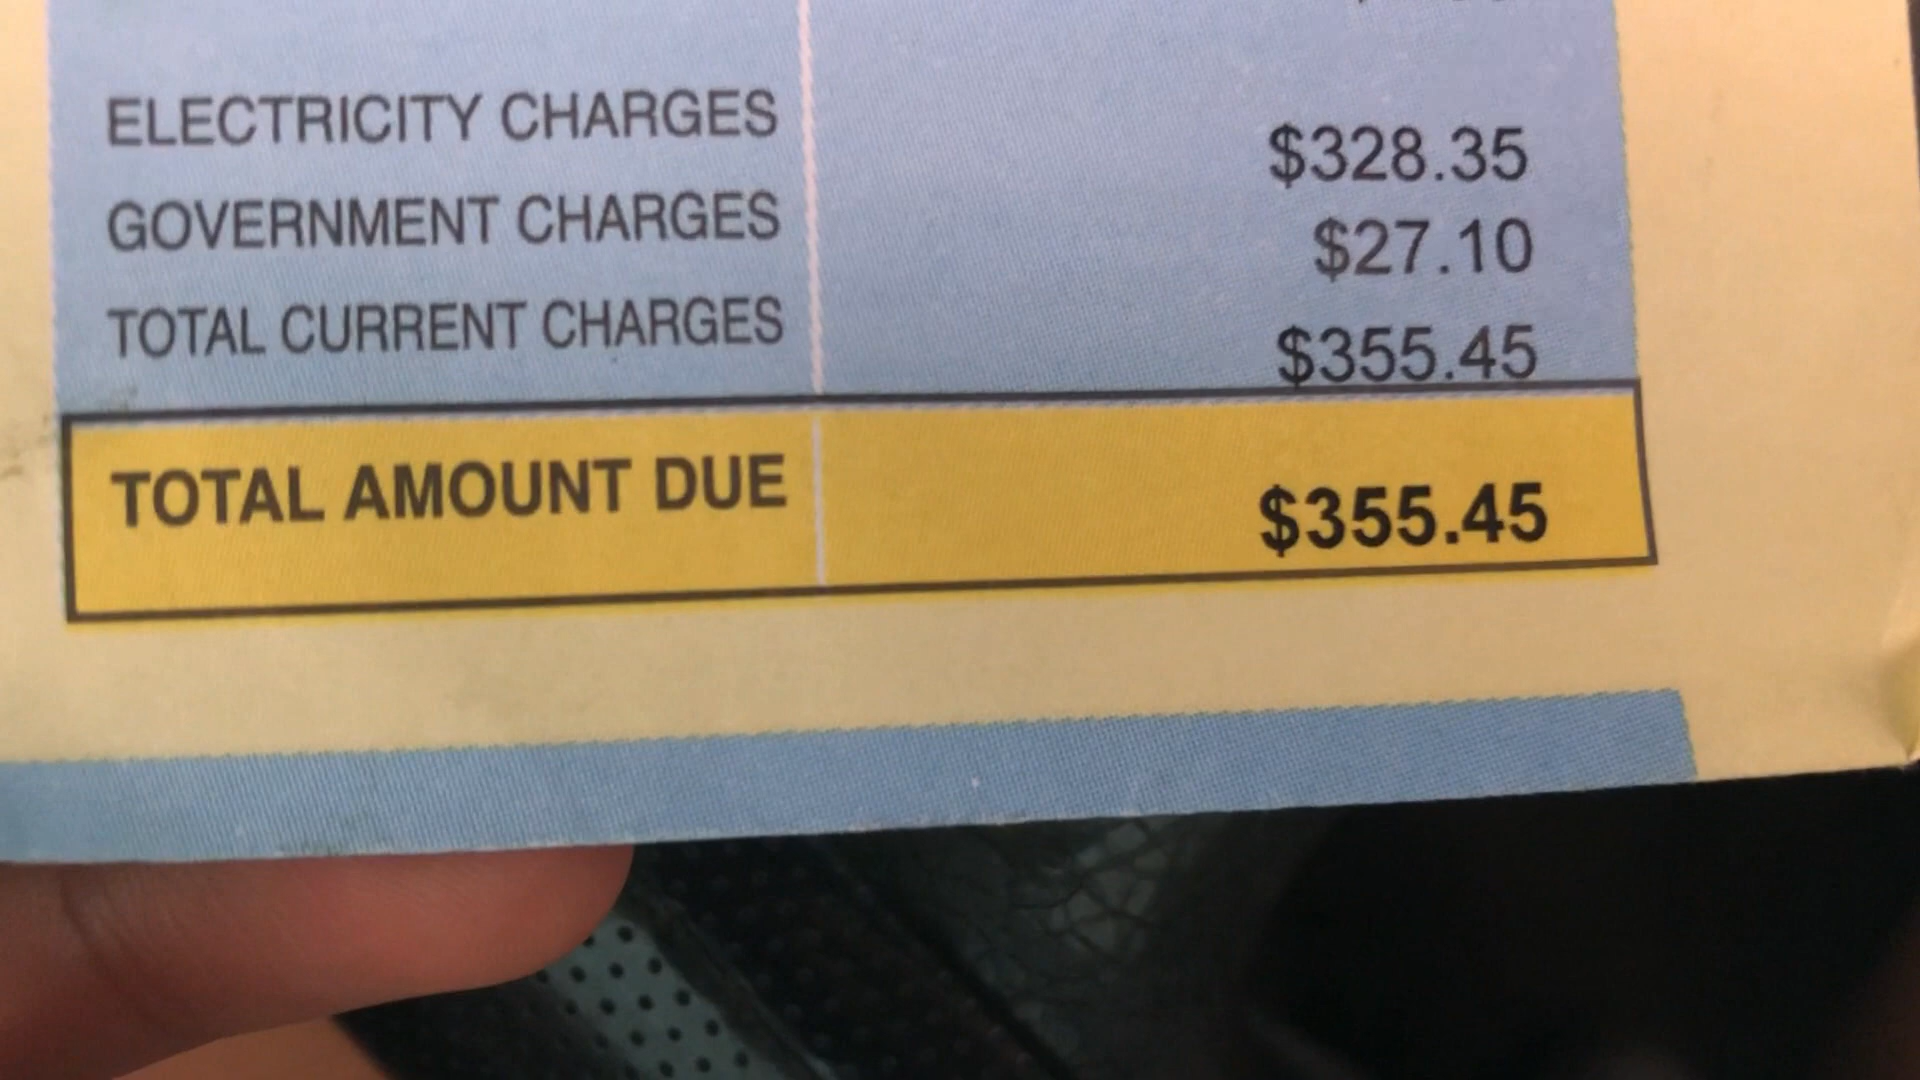 ELECTRICITY CHARGES $328.35
GOVERNMENT CHARGES $27.10
TOTAL CURRENT CHARGES $355.45
TOTAL AMOUNT DUE $355.45